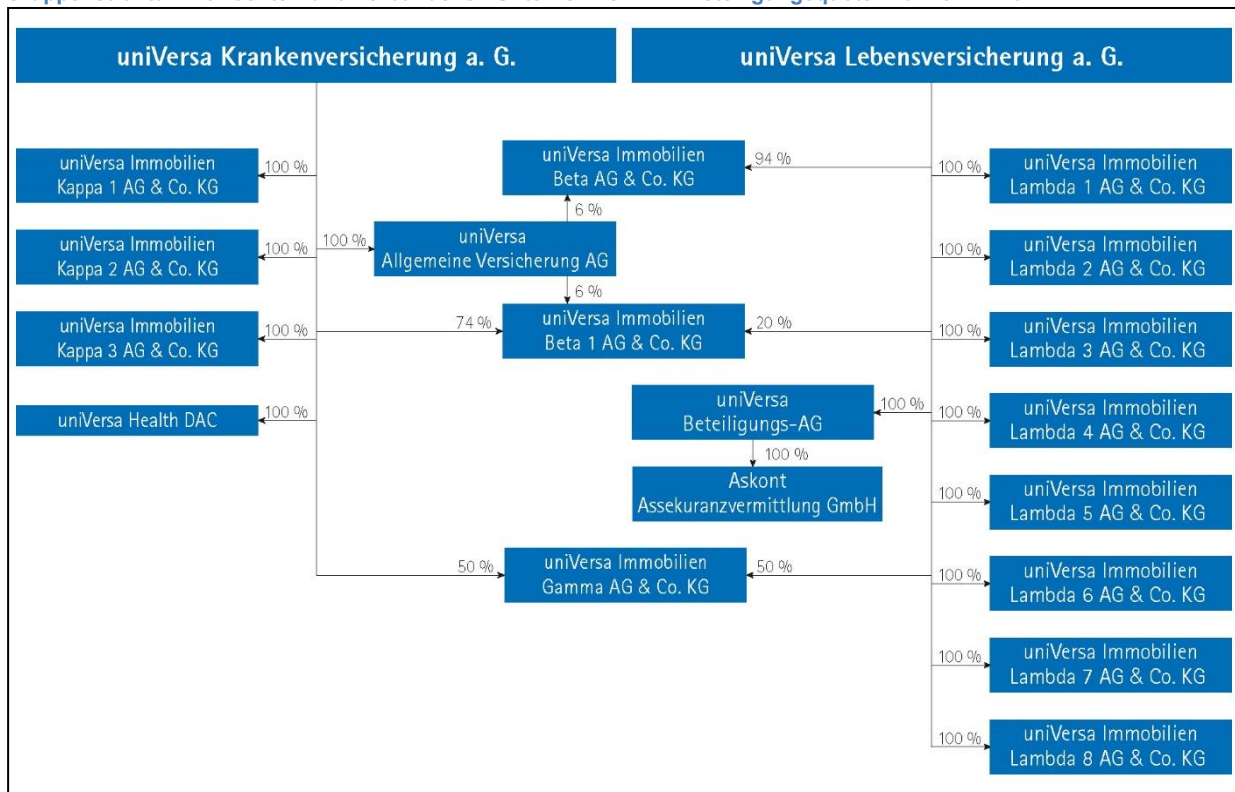 uniVersa Krankenversicherung a. G.
uniVersa Lebensversicherung a. G.
uniVersa Immobilien
Kappa 1 AG & Co. KG
100 %
uniVersa Immobilien
Beta AG & Co. KG
94 %
100 %
uniVersa Immobilien
Lambda 1 AG & Co. KG
6 %
uniVersa Immobilien
Kappa 2 AG & Co. KG
100 %
100 %
uniVersa
Allgemeine Versicherung AG
100 %
uniVersa Immobilien
Lambda 2 AG & Co. KG
6 %
uniVersa Immobilien
Kappa 3 AG & Co. KG
100 %
74 %
uniVersa Immobilien
Beta 1 AG & Co. KG
20 %
100 %
uniVersa Immobilien
Lambda 3 AG & Co. KG
uniVersa Health DAC
100 %
uniVersa
Beteiligungs-AG
100 %
100 %
uniVersa Immobilien
Lambda 4 AG & Co. KG
100 %
Askont
Assekuranzvermittlung GmbH
100 %
uniVersa Immobilien
Lambda 5 AG & Co. KG
50 %
uniVersa Immobilien
Gamma AG & Co. KG
50 %
100 %
uniVersa Immobilien
Lambda 6 AG & Co. KG
100 %
uniVersa Immobilien
Lambda 7 AG & Co. KG
100 %
uniVersa Immobilien
Lambda 8 AG & Co. KG